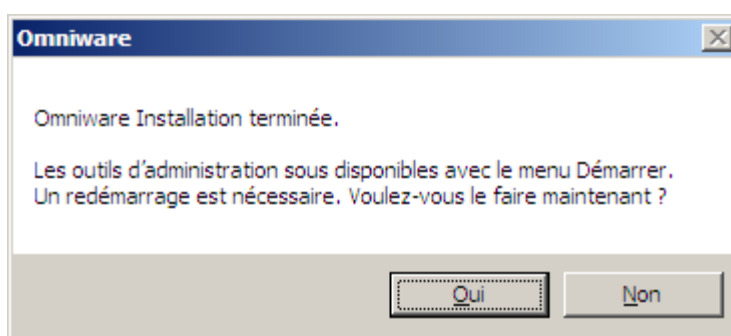 Omniware
Omniware Installation terminée.
Les outils d'administration sous disponibles avec le menu Démarrer.
Un redémarrage est nécessaire. Voulez-vous le faire maintenant ?
Oui
Non